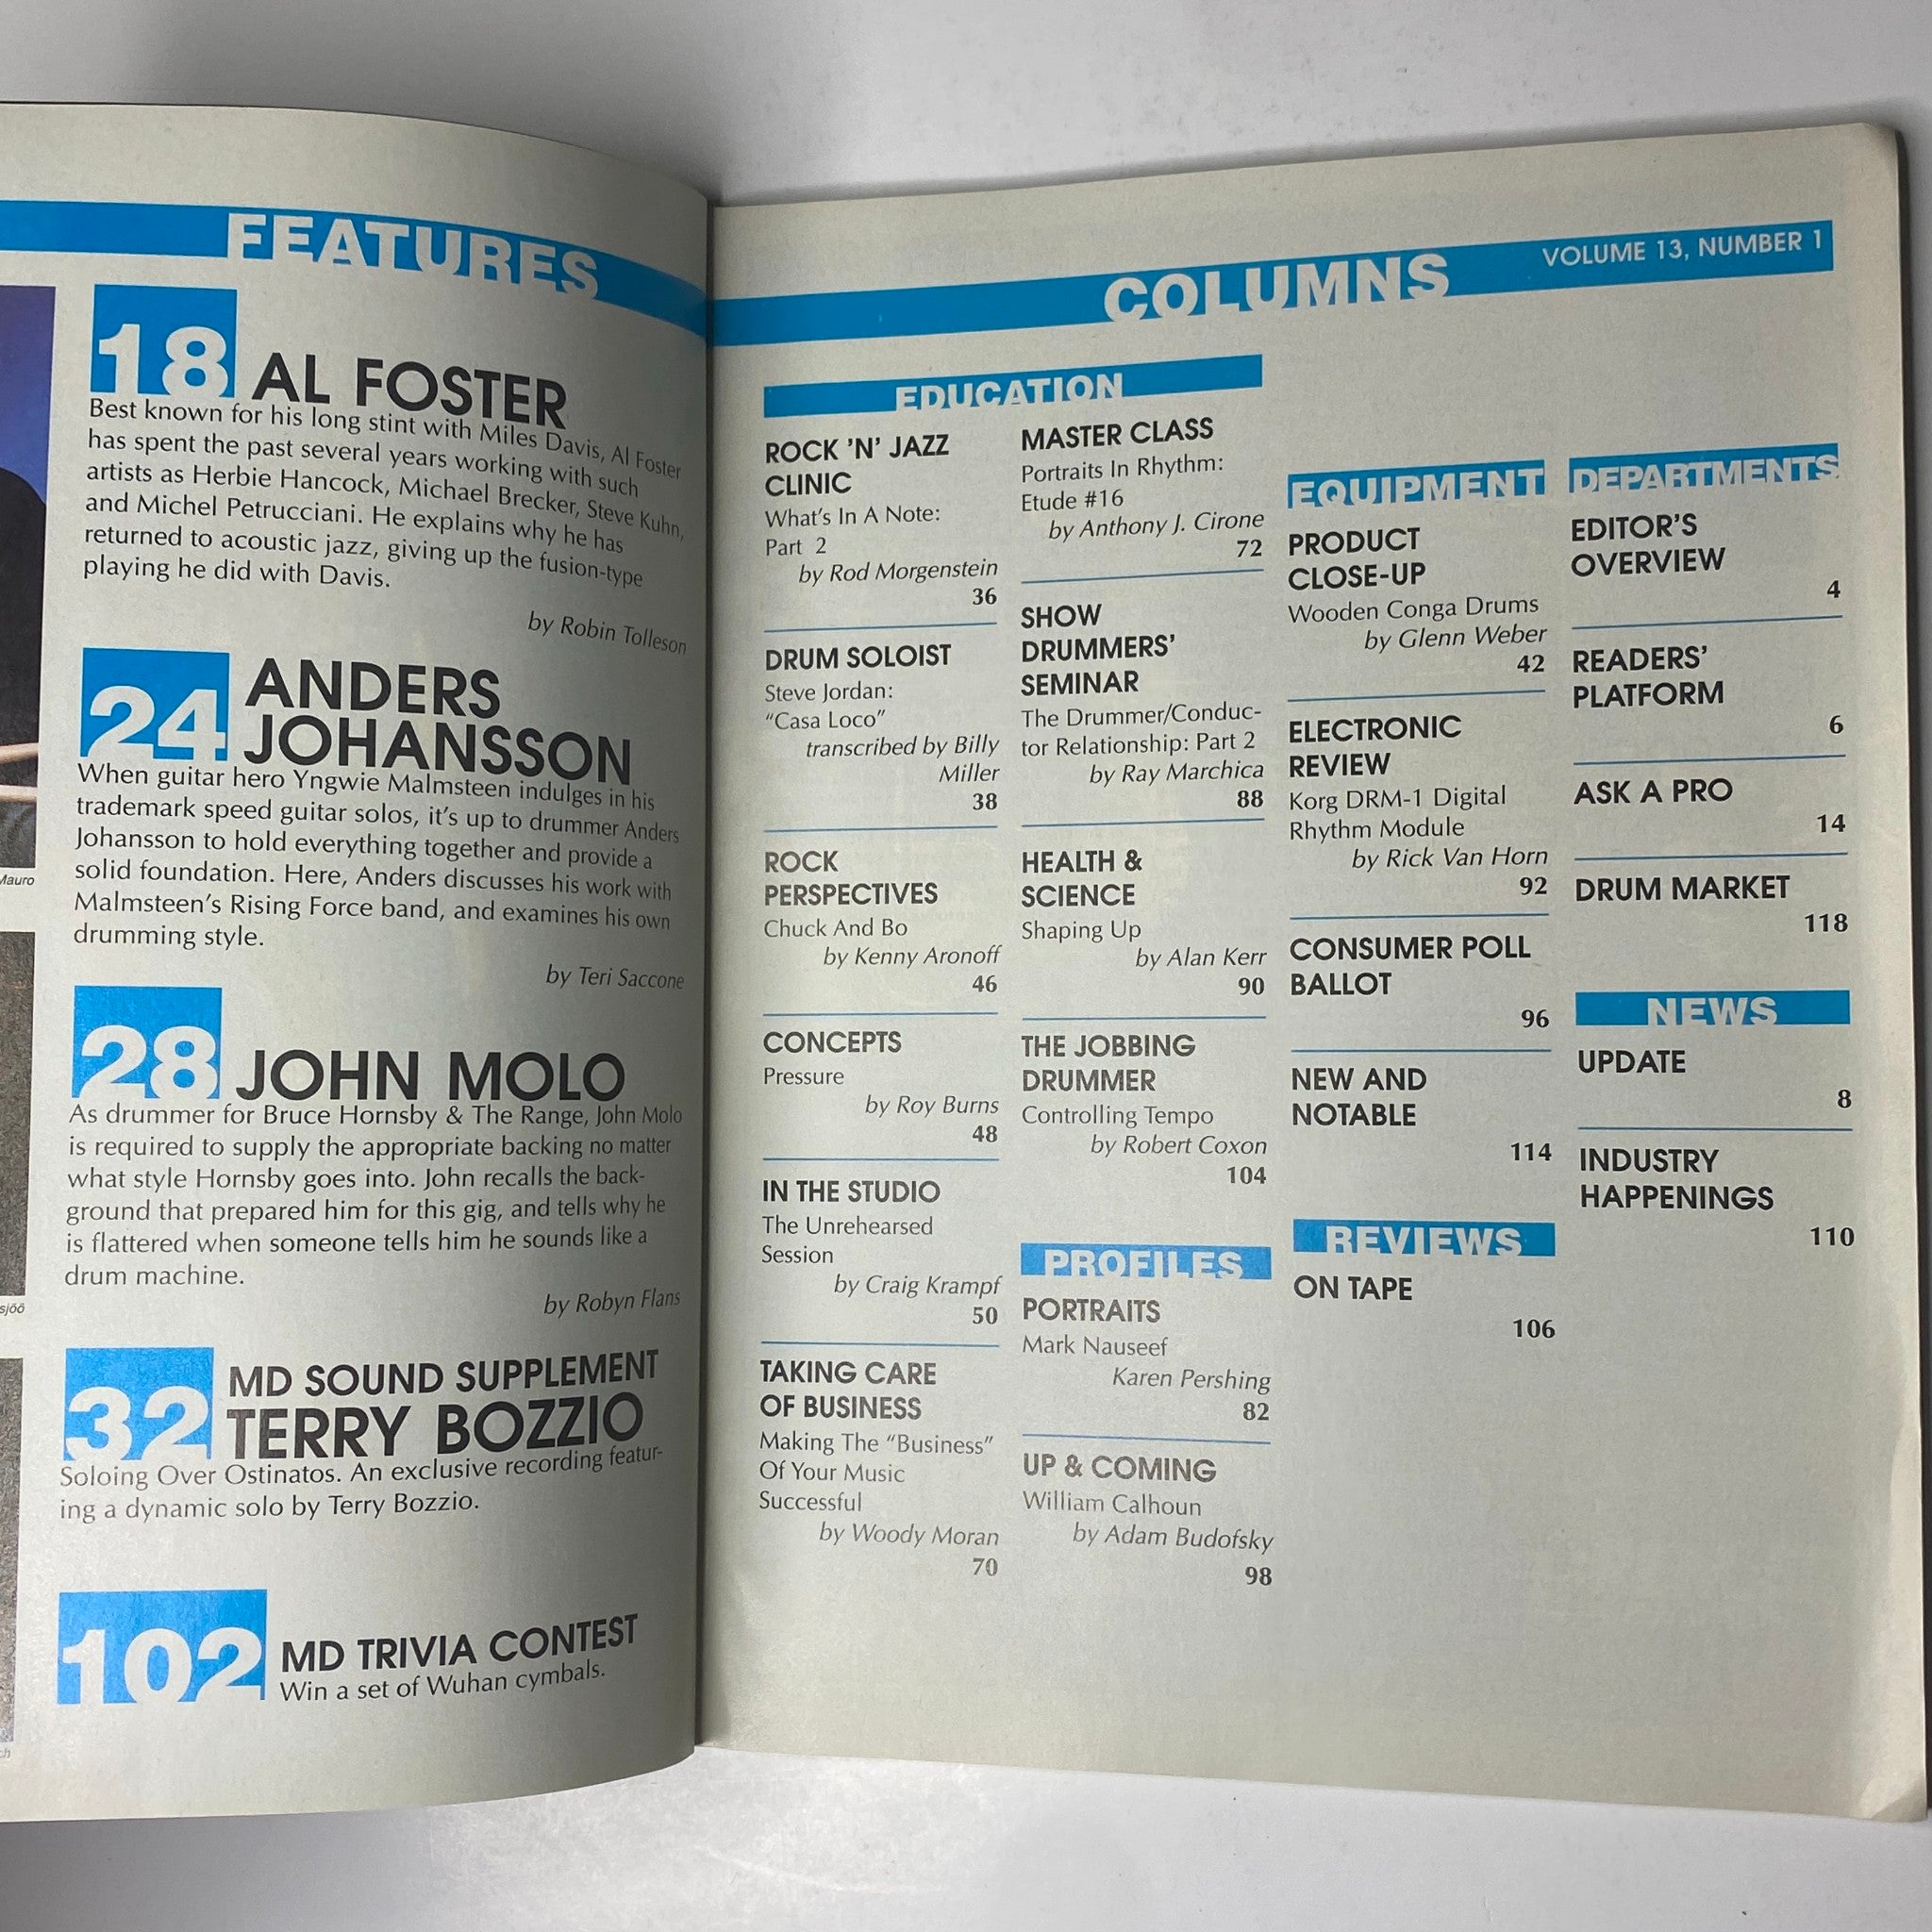 FEATURES
18 AL FOSTER
Best known for his long stint with Miles Davis, Al Foster
has spent the past several years working with such
artists as Herbie Hancock, Michael Brecker, Steve Kuhn,
and Michel Petrucciani. He explains why he has
returned to acoustic jazz, giving up the fusion-type
playing he did with Davis.
by Robin Tolleson
24 ANDERS
JOHANSSON
When guitar hero Yngwie Malmsteen indulges in his
trademark speed guitar solos, it's up to drummer Anders
Johansson to hold everything together and provide a
solid foundation. Here, Anders discusses his work with
Malmsteen's Rising Force band, and examines his own
drumming style.
by Teri Saccone
28 JOHN MOLO
As drummer for Bruce Hornsby & The Range, John Molo
is required to supply the appropriate backing no matter
what style Hornsby goes into. John recalls the back-
ground that prepared him for this gig, and tells why he
is flattered when someone tells him he sounds like a
drum machine.
by Robyn Flans
32 MD SOUND SUPPLEMENT
TERRY BOZZIO
Soloing Over Ostinatos. An exclusive recording featur-
ing a dynamic solo by Terry Bozzio.
102 MD TRIVIA CONTEST
Win a set of Wuhan cymbals.
Mauro
COLUMNS
VOLUME 13, NUMBER 1
EDUCATION
ROCK 'N' JAZZ
CLINIC
What's In A Note:
Part 2
by Rod Morgenstein
36
DRUM SOLOIST
Steve Jordan:
“Casa Loco”
transcribed by Billy
Miller
38
ROCK
PERSPECTIVES
Chuck And Bo
by Kenny Aronoff
46
CONCEPTS
Pressure
by Roy Burns
48
IN THE STUDIO
The Unrehearsed
Session
by Craig Krampf
50
TAKING CARE
OF BUSINESS
Making The “Business”
Of Your Music
Successful
by Woody Moran
70
MASTER CLASS
Portraits In Rhythm:
Etude #16
by Anthony J. Cirone
72
SHOW
DRUMMERS'
SEMINAR
The Drummer/Conduc-
tor Relationship: Part 2
by Ray Marchica
88
HEALTH &
SCIENCE
Shaping Up
by Alan Kerr
90
THE JOBBING
DRUMMER
Controlling Tempo
by Robert Coxon
104
PROFILES
PORTRAITS
Mark Nauseef
Karen Pershing
82
UP & COMING
William Calhoun
by Adam Budofsky
98
EQUIPMENT
PRODUCT
CLOSE-UP
Wooden Conga Drums
by Glenn Weber
42
ELECTRONIC
REVIEW
Korg DRM-1 Digital
Rhythm Module
by Rick Van Horn
92
CONSUMER POLL
BALLOT
96
NEW AND
NOTABLE
114
REVIEWS
ON TAPE
106
DEPARTMENTS
EDITOR'S
OVERVIEW
4
READERS'
PLATFORM
6
ASK A PRO
14
DRUM MARKET
118
NEWS
UPDATE
8
INDUSTRY
HAPPENINGS
110